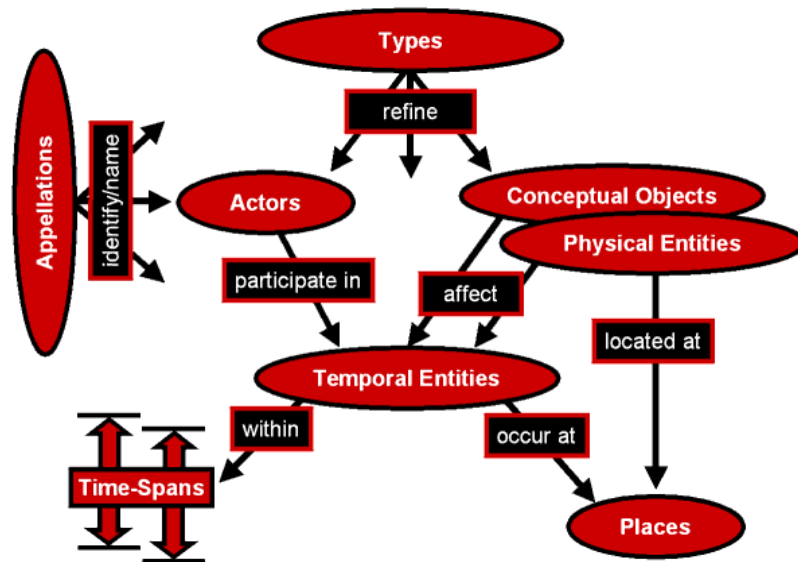 Types
refine
Appellations
identify/name
Actors
Conceptual Objects
Physical Entities
participate in
affect
located at
Temporal Entities
within
occur at
Time-Spans
Places